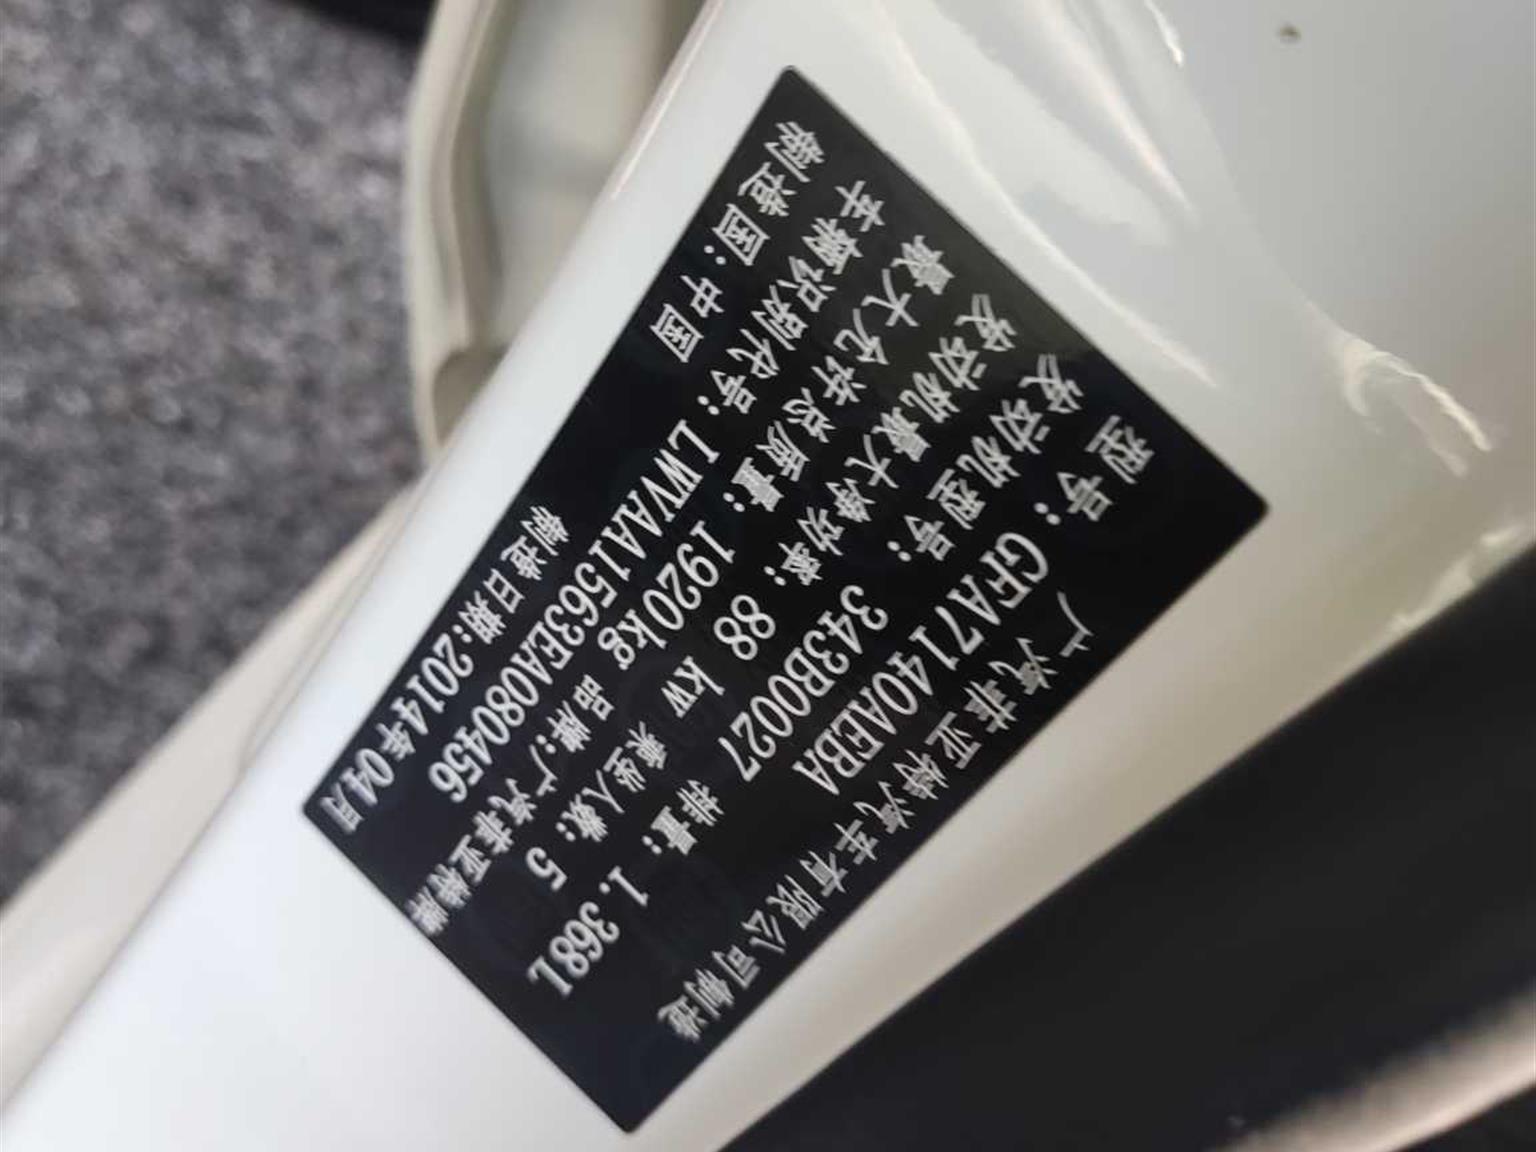 制造国:中国 制造日期:2014年04月
车辆识别代号:LWVAA1563EA080456
最大允许总质量:1920kg 品牌:广汽菲亚特牌
发动机最大净功率:88 kw 乘坐人数:5
发动机型号:343B0027 排量:1.368L
型号:GFA7140AEBA
广汽菲亚特汽车有限公司制造